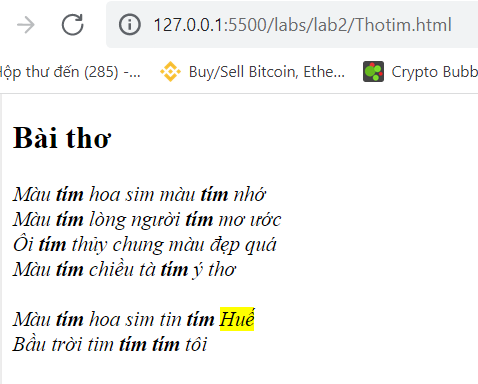 127.0.0.1:5500/labs/lab2/Thotim.html
Hộp thư đến (285) -...
Buy/Sell Bitcoin, Ethe...
Crypto Bubb
Bài thơ
Màu tím hoa sim màu tím nhớ
Màu tím lòng người tím mơ ước
Ôi tím thủy chung màu đẹp quá
Màu tím chiều tà tím ý thơ
Màu tím hoa sim tin tím Huế
Bầu trời tim tím tím tôi